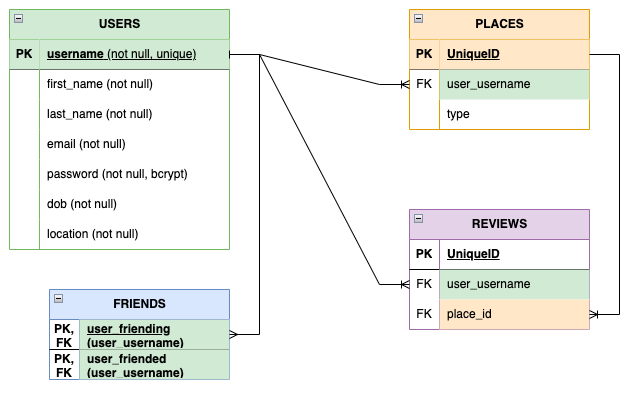 USERS
PK username (not null, unique)
first_name (not null)
last_name (not null)
email (not null)
password (not null, bcrypt)
dob (not null)
location (not null)
PLACES
PK UniqueID
FK user_username
type
REVIEWS
PK UniqueID
FK user_username
FK place_id
FRIENDS
PK, user_friending
FK (user_username)
PK, user_friended
FK (user_username)